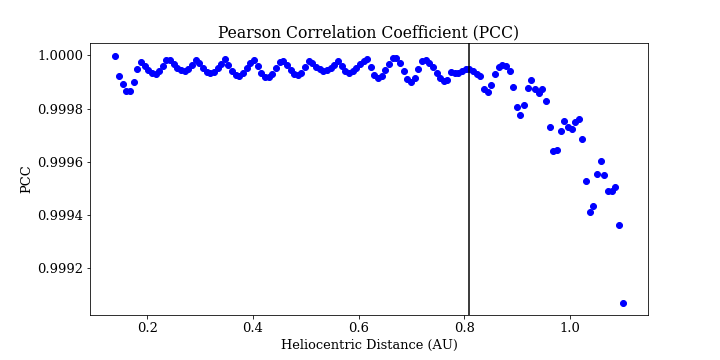 Pearson Correlation Coefficient (PCC)
1.0000
0.9998
0.9996
0.9994
0.9992
PCC
0.2 0.4 0.6 0.8 1.0
Heliocentric Distance (AU)